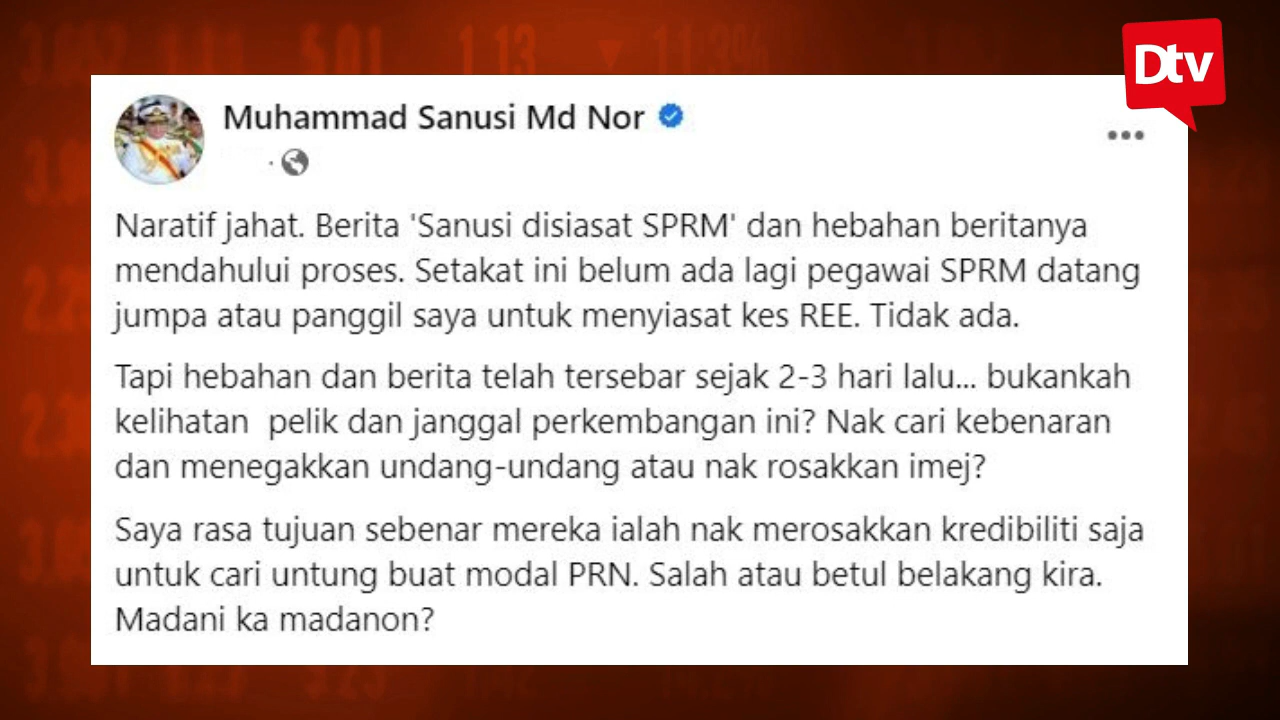 Dtv
Muhammad Sanusi Md Nor
Naratif jahat. Berita 'Sanusi disiasat SPRM' dan hebahan beritanya
mendahului proses. Setakat ini belum ada lagi pegawai SPRM datang
jumpa atau panggil saya untuk menyiasat kes REE. Tidak ada.
Tapi hebahan dan berita telah tersebar sejak 2-3 hari lalu... bukankah
kelihatan  pelik dan janggal perkembangan ini? Nak cari kebenaran
dan menegakkan undang-undang atau nak rosakkan imej?
Saya rasa tujuan sebenar mereka ialah nak merosakkan kredibiliti saja
untuk cari untung buat modal PRN. Salah atau betul belakang kira.
Madani ka madanon?